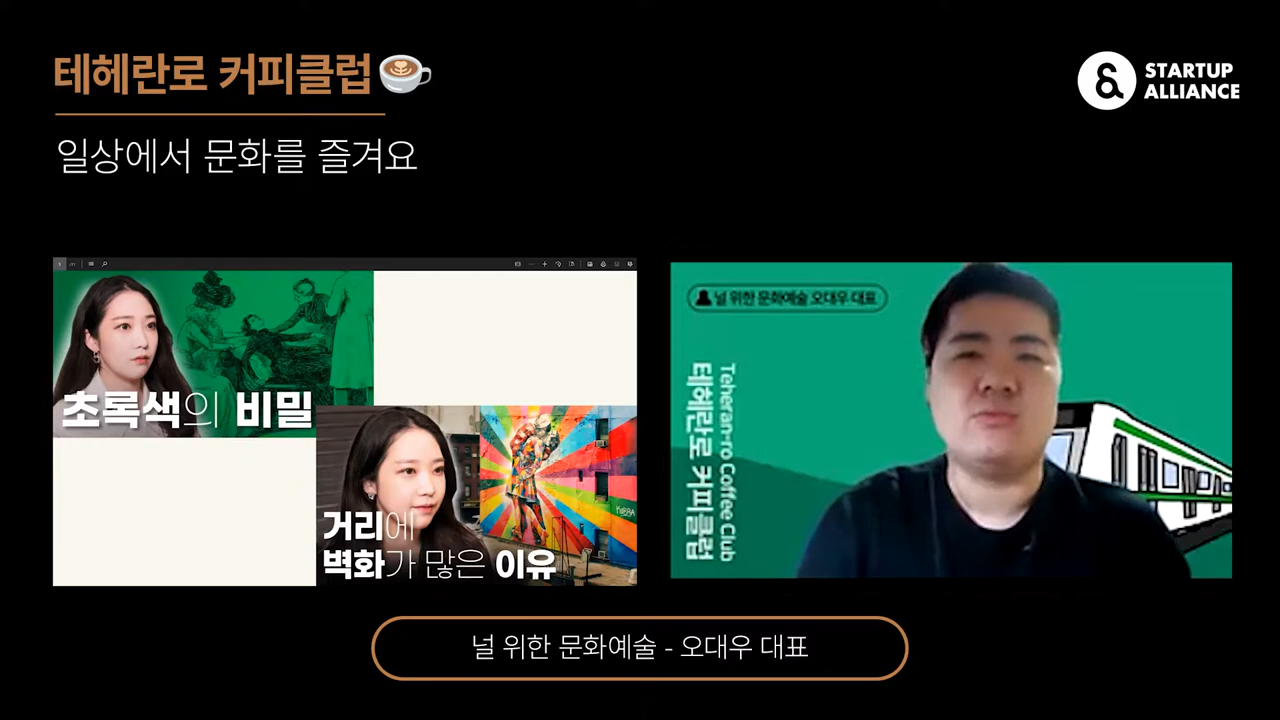 테헤란로 커피클럽
STARTUP
ALLIANCE
일상에서 문화를 즐겨요
초록색의 비밀
거리에
벽화가 많은 이유
널 위한 문화예술 오대우 대표
Teheran-ro Coffee Club
테헤란로 커피클럽
널 위한 문화예술 - 오대우 대표